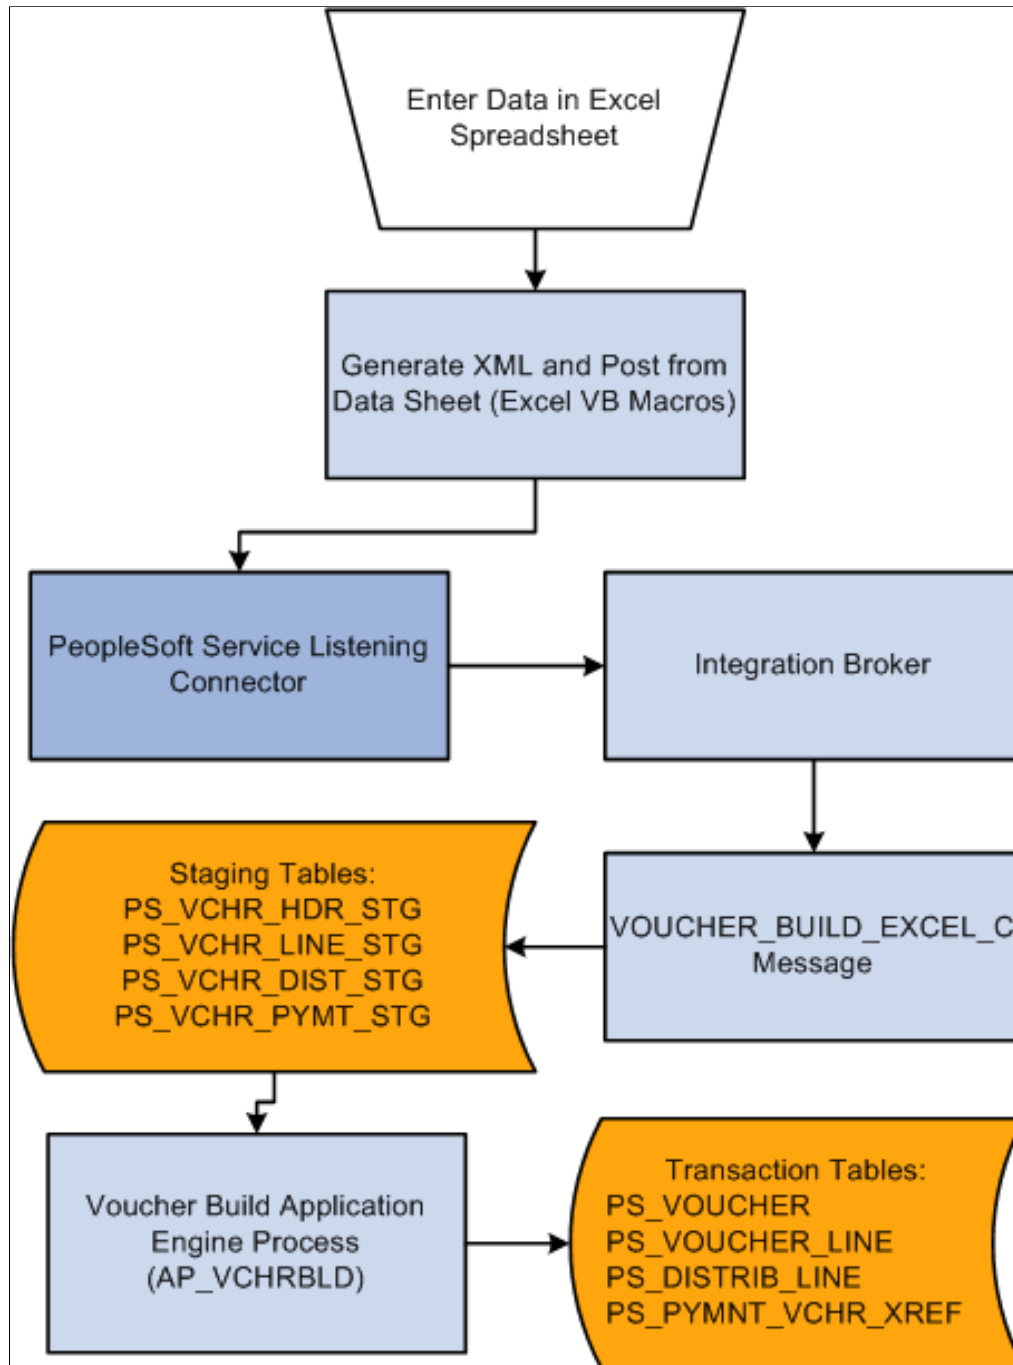 Enter Data in Excel
Spreadsheet
Generate XML and Post from
Data Sheet (Excel VB Macros)
PeopleSoft Service Listening
Connector
Integration Broker
VOUCHER_BUILD_EXCEL_C
Message
Staging Tables:
PS_VCHR_HDR_STG
PS_VCHR_LINE_STG
PS_VCHR_DIST_STG
PS_VCHR_PYMT_STG
Voucher Build Application
Engine Process
(AP_VCHRBLD)
Transaction Tables:
PS_VOUCHER
PS_VOUCHER_LINE
PS_DISTRIB_LINE
PS_PYMNT_VCHR_XREF